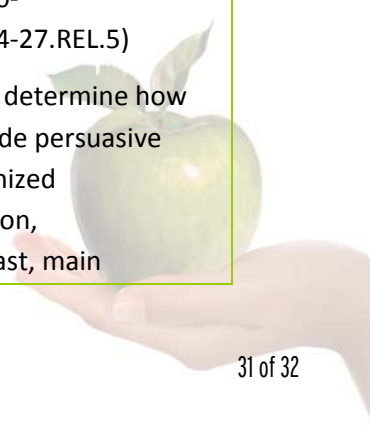 4-27.REL.5)
determine how
de persuasive
nized
on,
ast, main
31 of 32